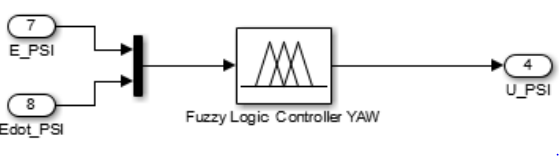 7
E_PSI
8
Edot_PSI
Fuzzy Logic Controller YAW
4
U_PSI